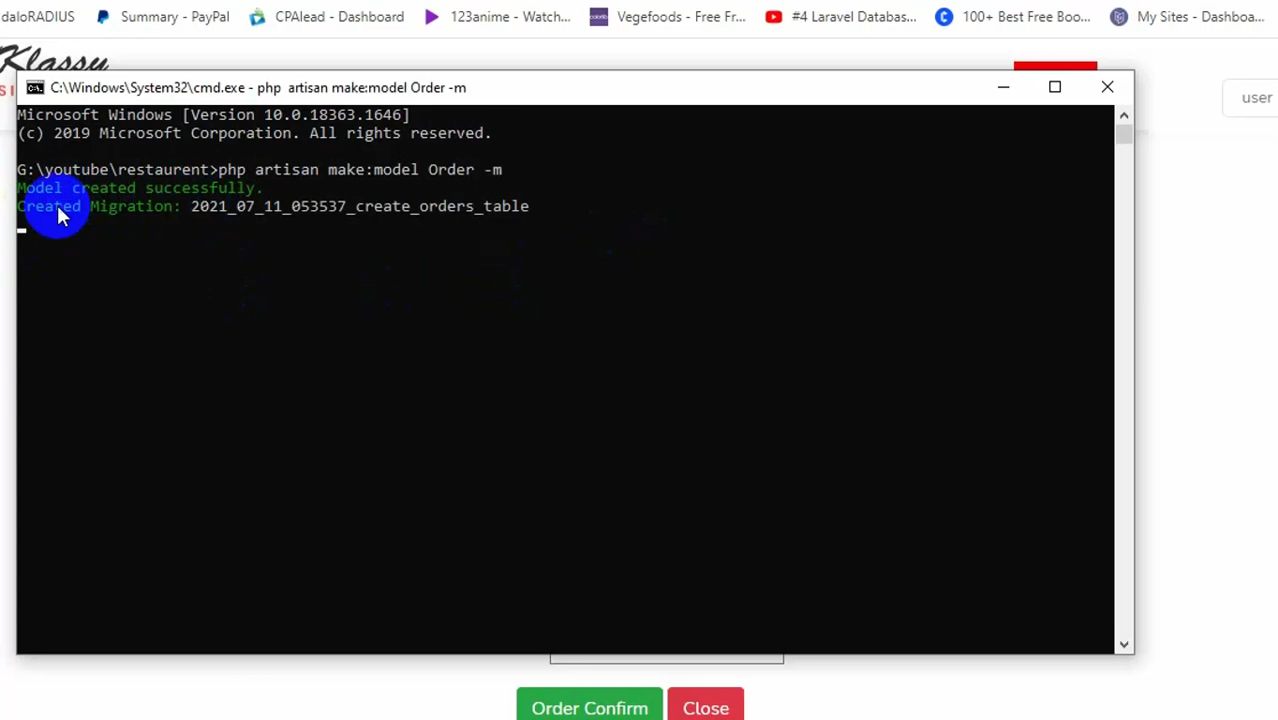 daloRADIUS Summary - PayPal CPAlead - Dashboard 123anime - Watch... Vegefoods - Free Fr... #4 Laravel Databas... 100+ Best Free Boo... My Sites - Dashboa...
Klassy
C:\Windows\System32\cmd.exe - php  artisan make:model Order -m
user
Microsoft Windows [Version 10.0.18363.1646]
(c) 2019 Microsoft Corporation. All rights reserved.
G:\youtube\restaurent>php artisan make:model Order -m
Model created successfully.
Created Migration: 2021_07_11_053537_create_orders_table
Order Confirm Close